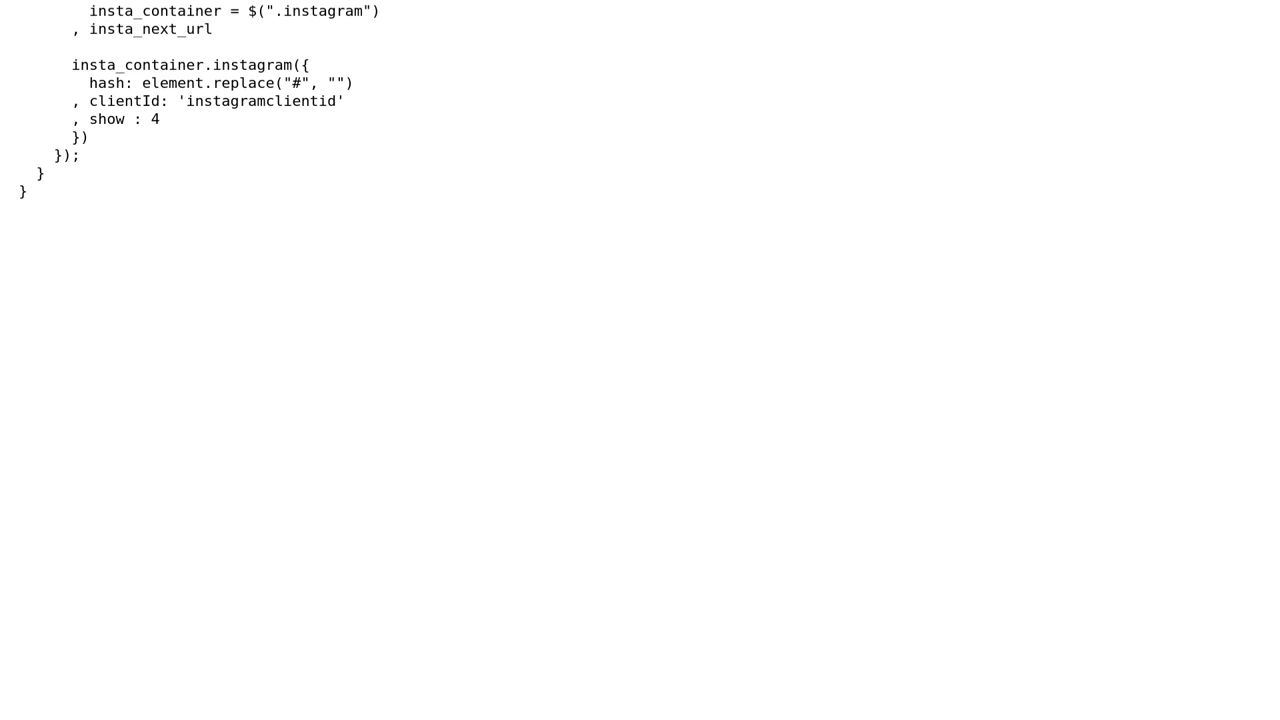 insta_container = $(".instagram")
      , insta_next_url

      insta_container.instagram({
        hash: element.replace("#", "")
      , clientId: 'instagramclientid'
      , show : 4
      })
    });
  }
}